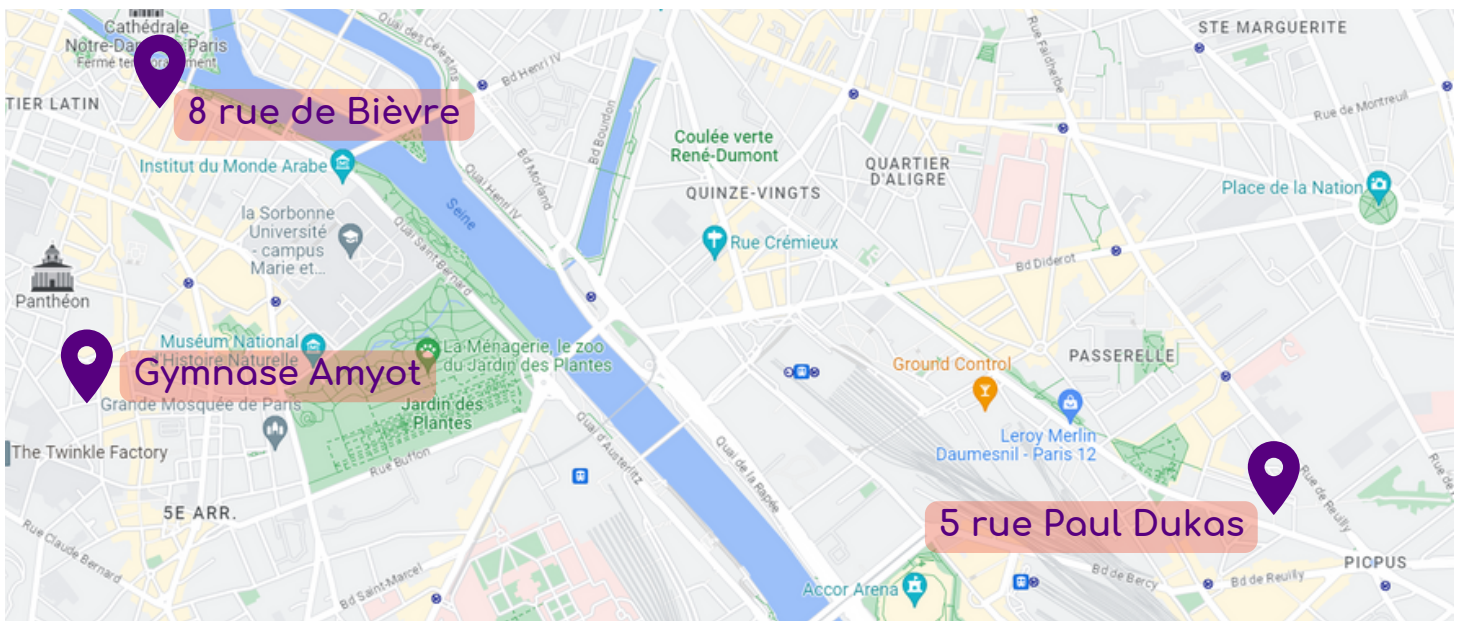 Cathédrale
Notre-Dame Paris
Fermé
Quai des Célestins
Bd Henri IV
Rue Faidherbe
STE MARGUERITE
TIER LATIN
8 rue de Bièvre
Rue de Montreuil
Bd Bourdon
Coulée verte
René-Dumont
Institut du Monde Arabe
Bd Morland
Quai Henri IV
QUARTIER
D'ALIGRE
QUINZE-VINGTS
Place de la Nation
la Sorbonne
Université
- campus
Marie et...
Seine
Quai Saint-Bernard
Rue Crémieux
Bd Diderot
Panthéon
Muséum National
d'Histoire Naturelle
La Ménagerie, le zoo
du Jardin des Plantes
Gymnase Amyot
Ground Control
PASSERELLE
Grande Mosquée de Paris
Jardin des
Plantes
The Twinkle Factory
Rue Buffon
Quai d'Austerlitz
Quai de la Rapée
Leroy Merlin
Daumesnil - Paris 12
Rue de Reuilly
5E ARR.
5 rue Paul Dukas
Rue Claude Bernard
Bd Saint-Marcel
Accor Arena
Bd de Bercy
Bd de Reuilly
PICPUS